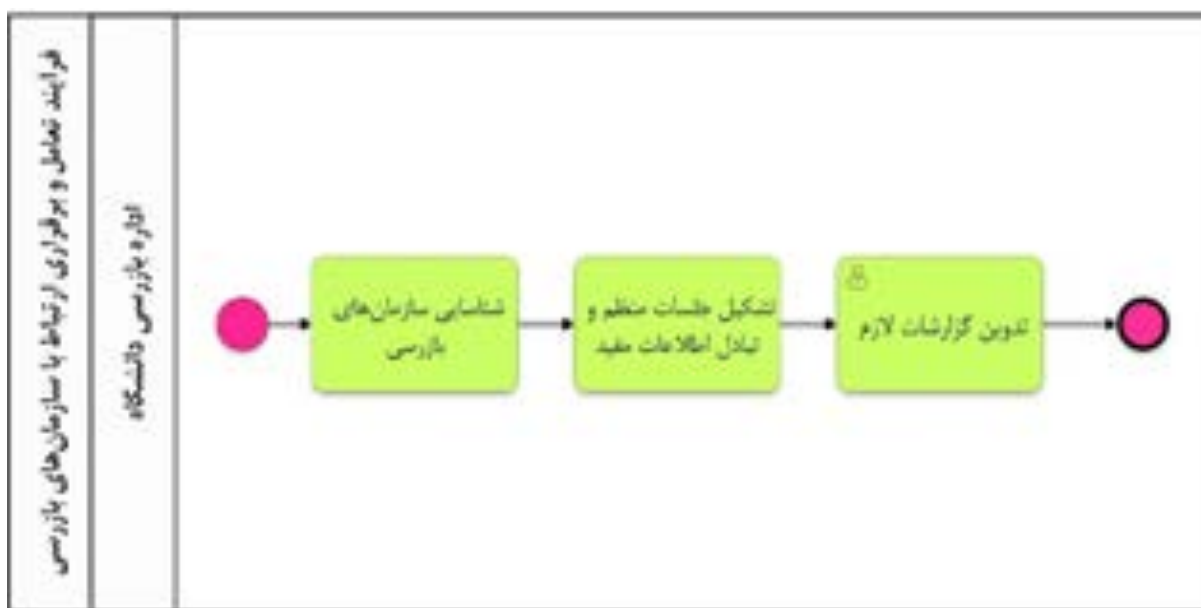 فرایند تعامل و برقراری ارتباط با سازمان‌های بازرسی
اداره بازرسی دانشگاه
شناسایی سازمان‌های
بازرسی
تشکیل جلسات منظم و
تبادل اطلاعات مفید
تدوین گزارشات لازم